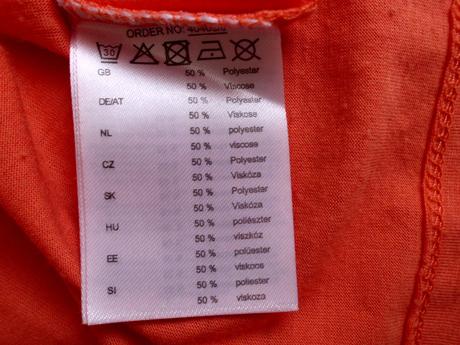 ORDER NO:
30
GB 50 % Polyester
50 % Viscose
DE/AT 50 % Polyester
50 % Viskose
NL 50 % polyester
50 % viscose
CZ 50 % Polyester
50 % Viskóza
SK 50 % Polyester
50 % Viskóza
HU 50 % poliészter
50 % viszkóz
EE 50 % polüester
50 % viskoos
SI 50 % poliester
50 % viskoza